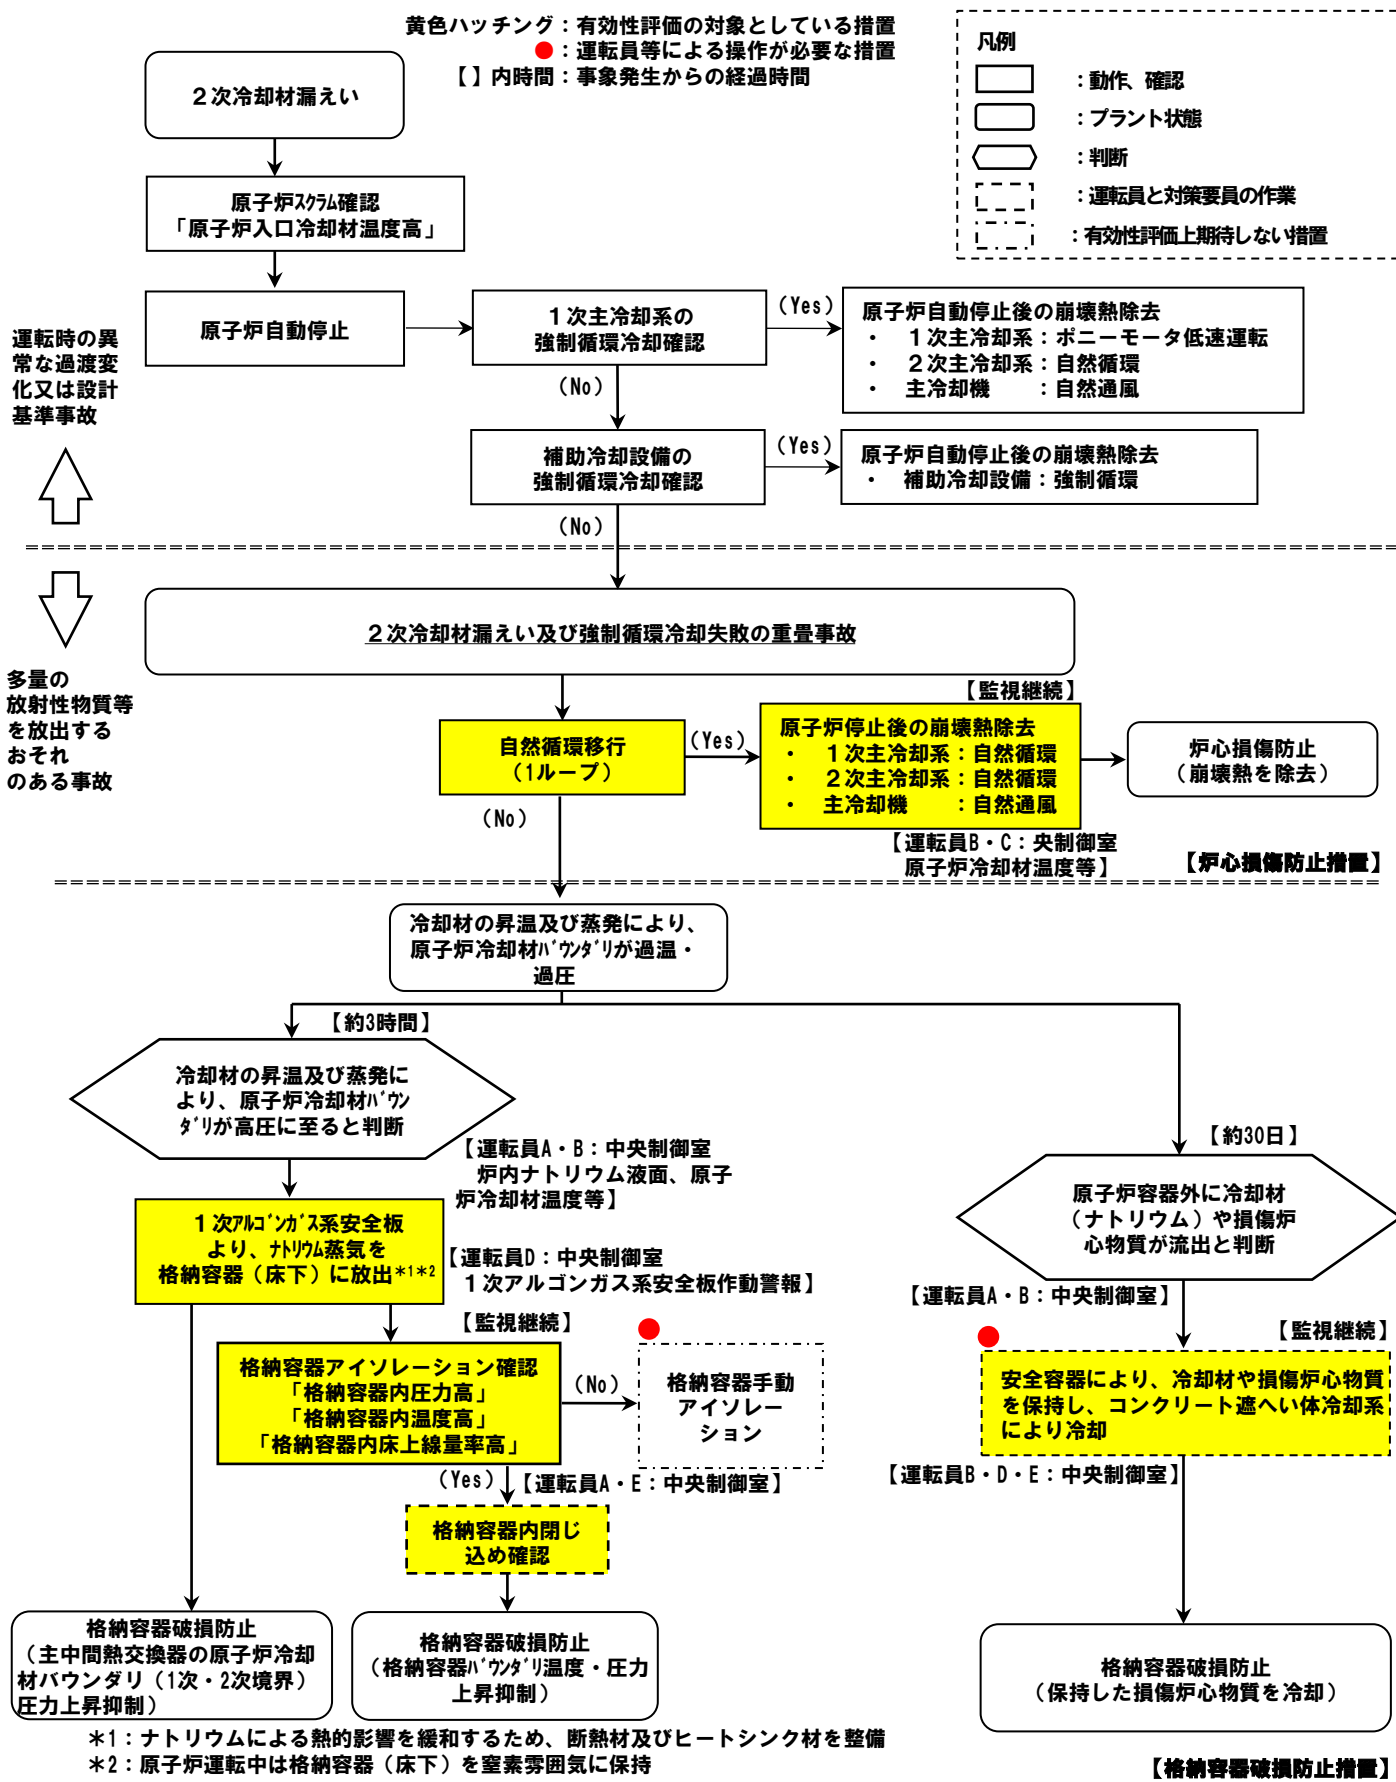 黄色ハッチング：有効性評価の対象としている措置
●：運転員等による操作が必要な措置
【 】内時間：事象発生からの経過時間
凡例
：動作、確認
：プラント状態
：判断
：運転員と対策要員の作業
：有効性評価上期待しない措置
２次冷却材漏えい
原子炉ｽｸﾗﾑ確認
「原子炉入口冷却材温度高」
原子炉自動停止
１次主冷却系の
強制循環冷却確認
（Yes）
（No）
原子炉自動停止後の崩壊熱除去
・　１次主冷却系：ポニーモータ低速運転
・　２次主冷却系：自然循環
・　主冷却機　　：自然通風
運転時の異
常な過渡変
化又は設計
基準事故
補助冷却設備の
強制循環冷却確認
（Yes）
（No）
原子炉自動停止後の崩壊熱除去
・　補助冷却設備：強制循環
２次冷却材漏えい及び強制循環冷却失敗の重畳事故
多量の
放射性物質等
を放出する
おそれ
のある事故
自然循環移行
（1ループ）
（Yes）
（No）
【監視継続】
原子炉停止後の崩壊熱除去
・　１次主冷却系：自然循環
・　２次主冷却系：自然循環
・　主冷却機　　：自然通風
【運転員B・C：央制御室
原子炉冷却材温度等】
炉心損傷防止
（崩壊熱を除去）
【炉心損傷防止措置】
冷却材の昇温及び蒸発により、
原子炉冷却材ﾊﾞｳﾝﾀﾞﾘが過温・
過圧
【約3時間】
冷却材の昇温及び蒸発に
より、原子炉冷却材ﾊﾞｳﾝ
ﾀﾞﾘが高圧に至ると判断
【運転員A・B：中央制御室
炉内ナトリウム液面、原子
炉冷却材温度等】
１次ｱﾙｺﾞﾝｶﾞｽ系安全板
より、ﾅﾄﾘｳﾑ蒸気を
格納容器（床下）に放出＊1＊2
【運転員D：中央制御室
１次アルゴンガス系安全板作動警報】
【監視継続】
格納容器アイソレーション確認
「格納容器内圧力高」
「格納容器内温度高」
「格納容器内床上線量率高」
（No）
（Yes）
格納容器手動
アイソレー
ション
【運転員A・E：中央制御室】
格納容器内閉じ
込め確認
【約30日】
原子炉容器外に冷却材
（ナトリウム）や損傷炉
心物質が流出と判断
【運転員A・B：中央制御室】
【監視継続】
安全容器により、冷却材や損傷炉心物質
を保持し、コンクリート遮へい体冷却系
により冷却
【運転員B・D・E：中央制御室】
格納容器破損防止
（主中間熱交換器の原子炉冷却
材バウンダリ（1次・2次境界）
圧力上昇抑制）
格納容器破損防止
（格納容器ﾊﾞｳﾝﾀﾞﾘ温度・圧力
上昇抑制）
格納容器破損防止
（保持した損傷炉心物質を冷却）
＊1：ナトリウムによる熱的影響を緩和するため、断熱材及びヒートシンク材を整備
＊2：原子炉運転中は格納容器（床下）を窒素雰囲気に保持
【格納容器破損防止措置】